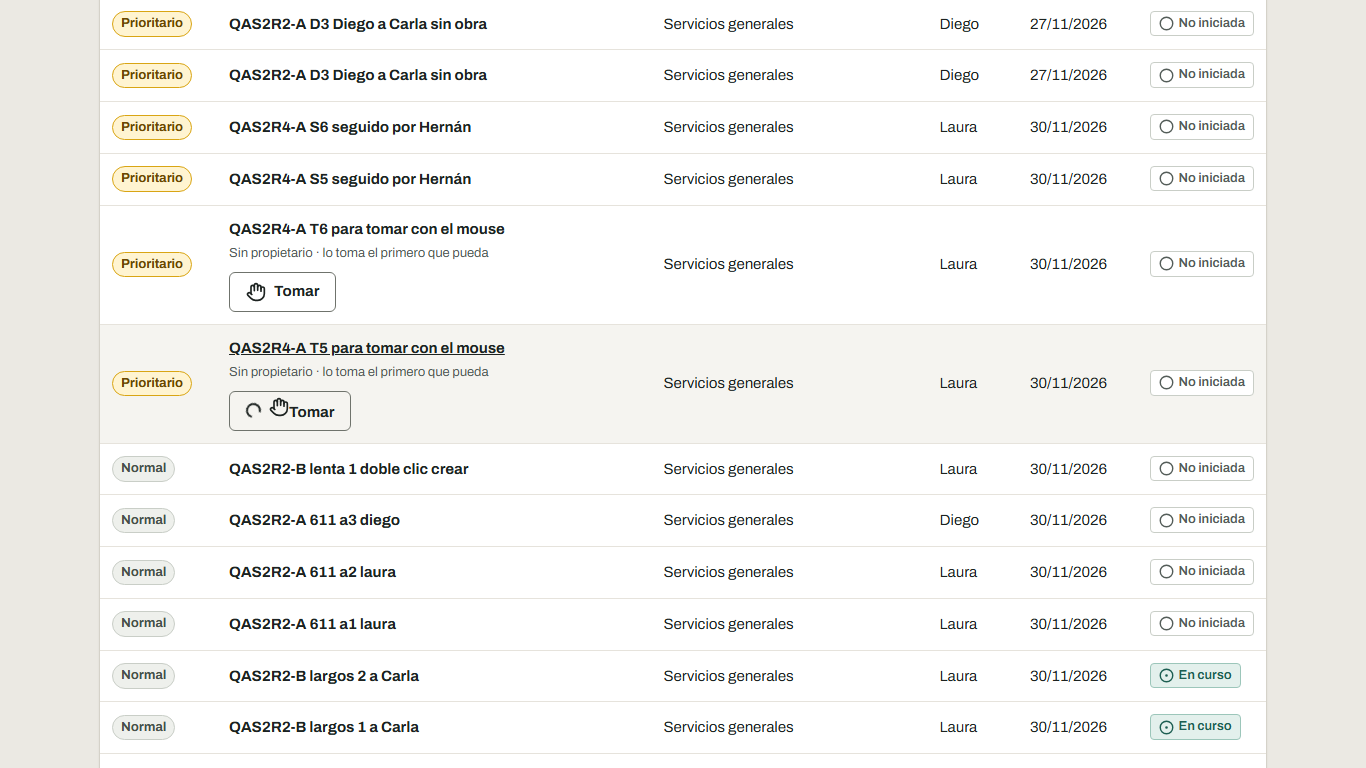 Prioritario QAS2R2-A D3 Diego a Carla sin obra Servicios generales Diego 27/11/2026 No iniciada
Prioritario QAS2R2-A D3 Diego a Carla sin obra Servicios generales Diego 27/11/2026 No iniciada
Prioritario QAS2R4-A S6 seguido por Hernán Servicios generales Laura 30/11/2026 No iniciada
Prioritario QAS2R4-A S5 seguido por Hernán Servicios generales Laura 30/11/2026 No iniciada
QAS2R4-A T6 para tomar con el mouse
Sin propietario · lo toma el primero que pueda
Prioritario Servicios generales Laura 30/11/2026 No iniciada
Tomar
QAS2R4-A T5 para tomar con el mouse
Sin propietario · lo toma el primero que pueda
Prioritario Servicios generales Laura 30/11/2026 No iniciada
Tomar
Normal QAS2R2-B lenta 1 doble clic crear Servicios generales Laura 30/11/2026 No iniciada
Normal QAS2R2-A 611 a3 diego Servicios generales Diego 30/11/2026 No iniciada
Normal QAS2R2-A 611 a2 laura Servicios generales Laura 30/11/2026 No iniciada
Normal QAS2R2-A 611 a1 laura Servicios generales Laura 30/11/2026 No iniciada
Normal QAS2R2-B largos 2 a Carla Servicios generales Laura 30/11/2026 En curso
Normal QAS2R2-B largos 1 a Carla Servicios generales Laura 30/11/2026 En curso